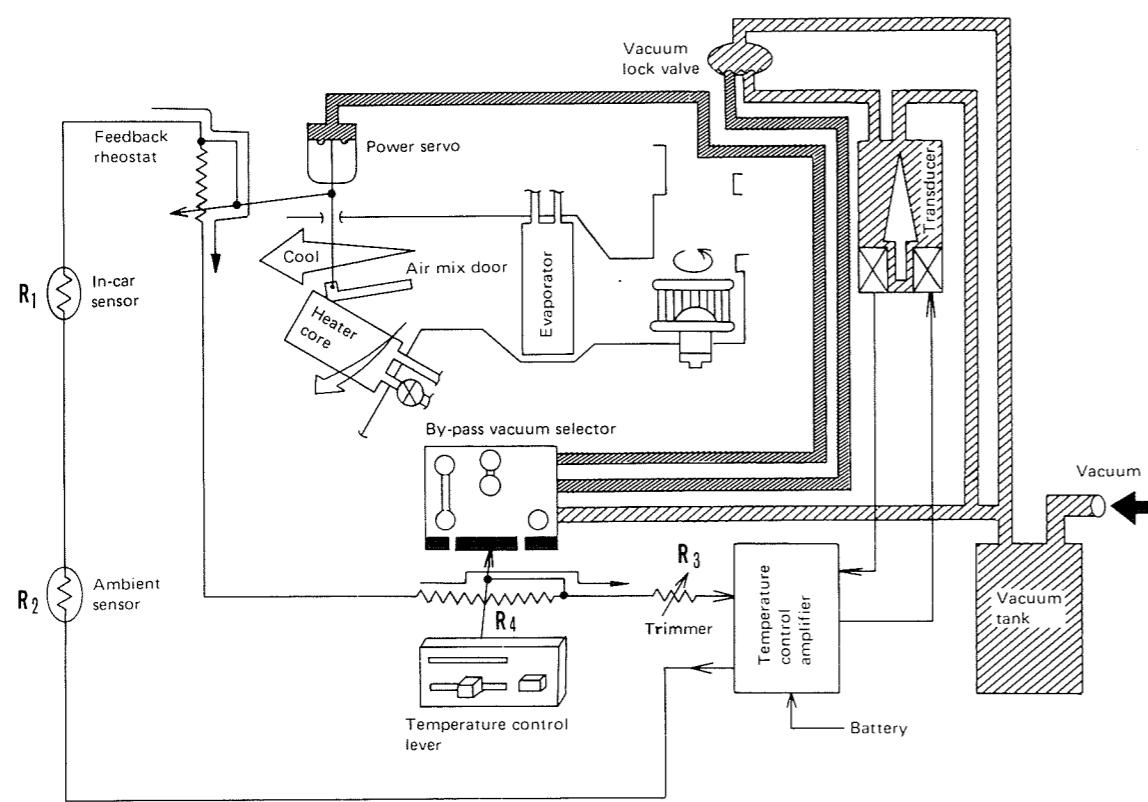 Vacuum
lock valve
Feedback
rheostat
Power servo
Transducer
Cool
Air mix door
Evaporator
R1
In-car
sensor
Heater
core
By-pass vacuum selector
Vacuum
R2
Ambient
sensor
R3
R4
Trimmer
Temperature
control
amplifier
Vacuum
tank
Temperature control
lever
Battery